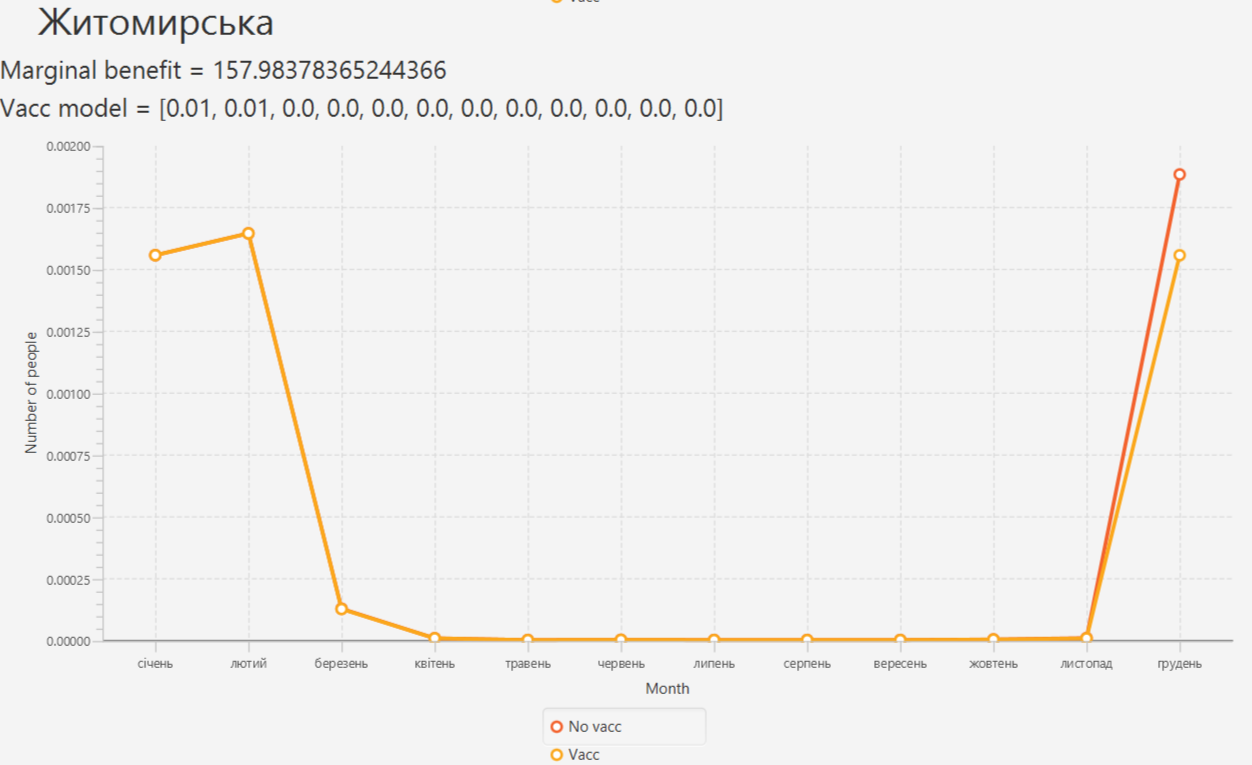 Vacc
Житомирська
Marginal benefit = 157.98378365244366
Vacc model = [0.01, 0.01, 0.0, 0.0, 0.0, 0.0, 0.0, 0.0, 0.0, 0.0, 0.0, 0.0]
0.00200
0.00175
0.00150
0.00125
0.00100
0.00075
0.00050
0.00025
0.00000
Number of people
січень лютий березень квітень травень червень липень серпень вересень жовтень листопад грудень
Month
No vacc
Vacc